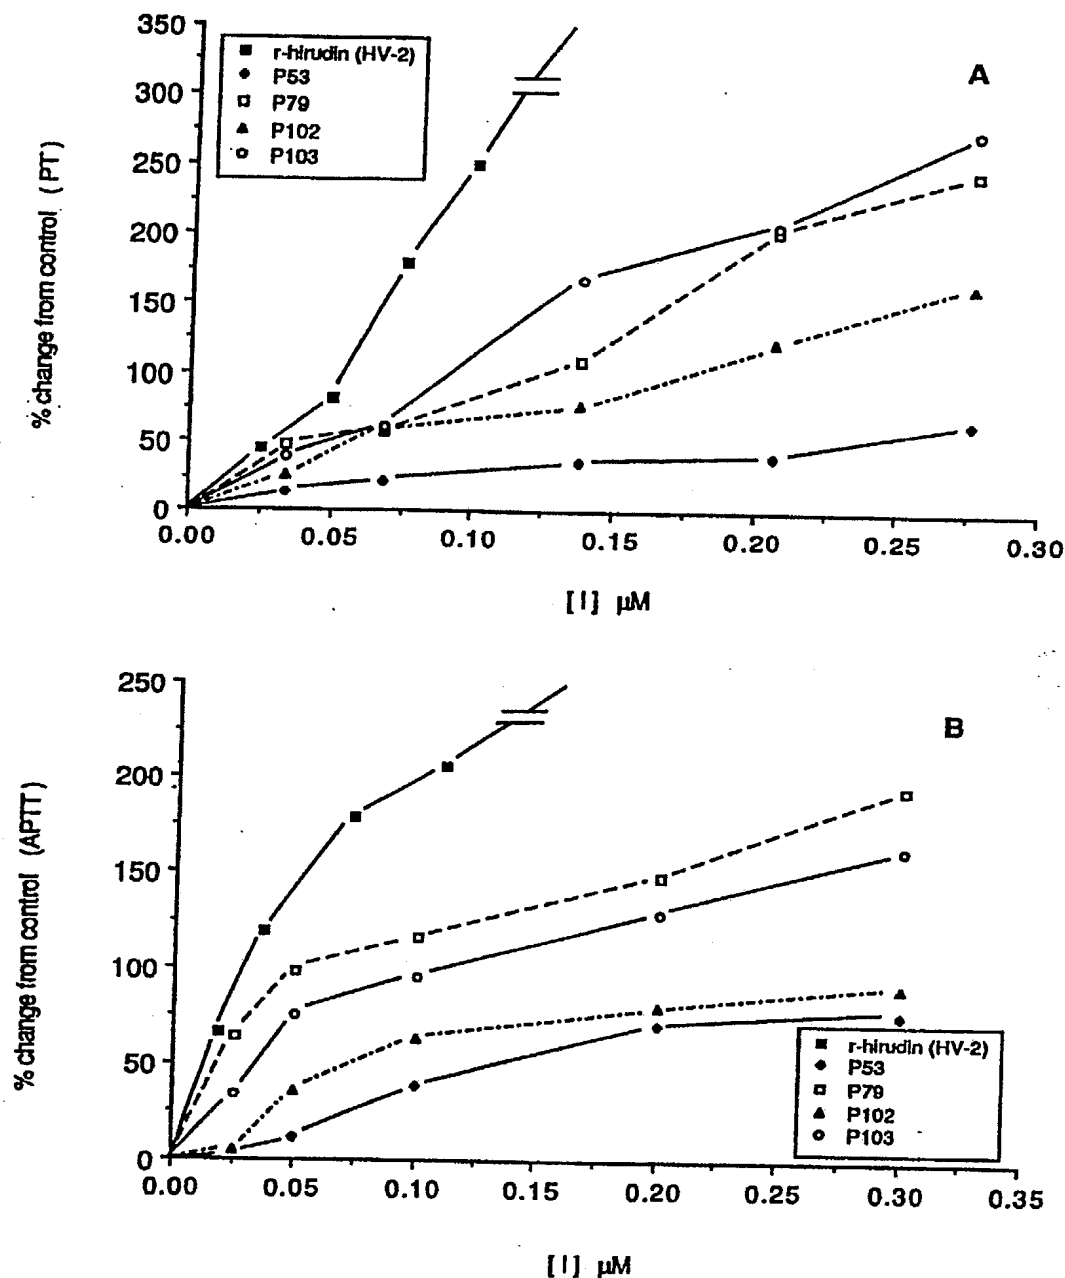 350
300
250
200
150
100
50
0
% change from control (PT)
r-hirudin (HV-2)
P53
P79
P102
P103
A
0.00 0.05 0.10 0.15 0.20 0.25 0.30
[I] µM
250
200
150
100
50
0
% change from control (APTT)
B
r-hirudin (HV-2)
P53
P79
P102
P103
0.00 0.05 0.10 0.15 0.20 0.25 0.30 0.35
[I] µM